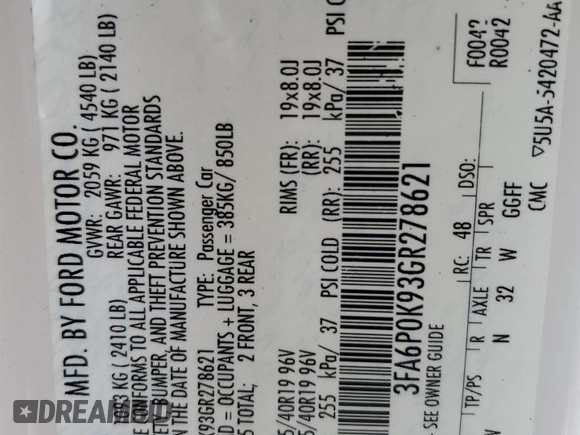 MFD. BY FORD MOTOR CO.
GVWR: 2059 KG ( 4540 LB)
KG ( 2410 LB) REAR GAWR: 971 KG ( 2140 LB)
CONFORMS TO ALL APPLICABLE FEDERAL MOTOR
BUMPER, AND THEFT PREVENTION STANDARDS
THE DATE OF MANUFACTURE SHOWN ABOVE.
K93GR278621 TYPE: Passenger Car
= OCCUPANTS + LUGGAGE = 385KG/ 850LB
5 TOTAL; 2 FRONT, 3 REAR
5/40R19 96V RIMS (FR): 19x8.0J
5/40R19 96V (RR): 19x8.0J
255 kPa/ 37 PSI COLD (RR): 255 kPa/ 37 PSI CO
3FA6P0K93GR278621
SEE OWNER GUIDE
RC: 48 DSO: F0042
R0042
TP/PS R AXLE TR SPR
N 32 W GGFF
CMC ▽5U5A-5420472-AA
DREAMBID